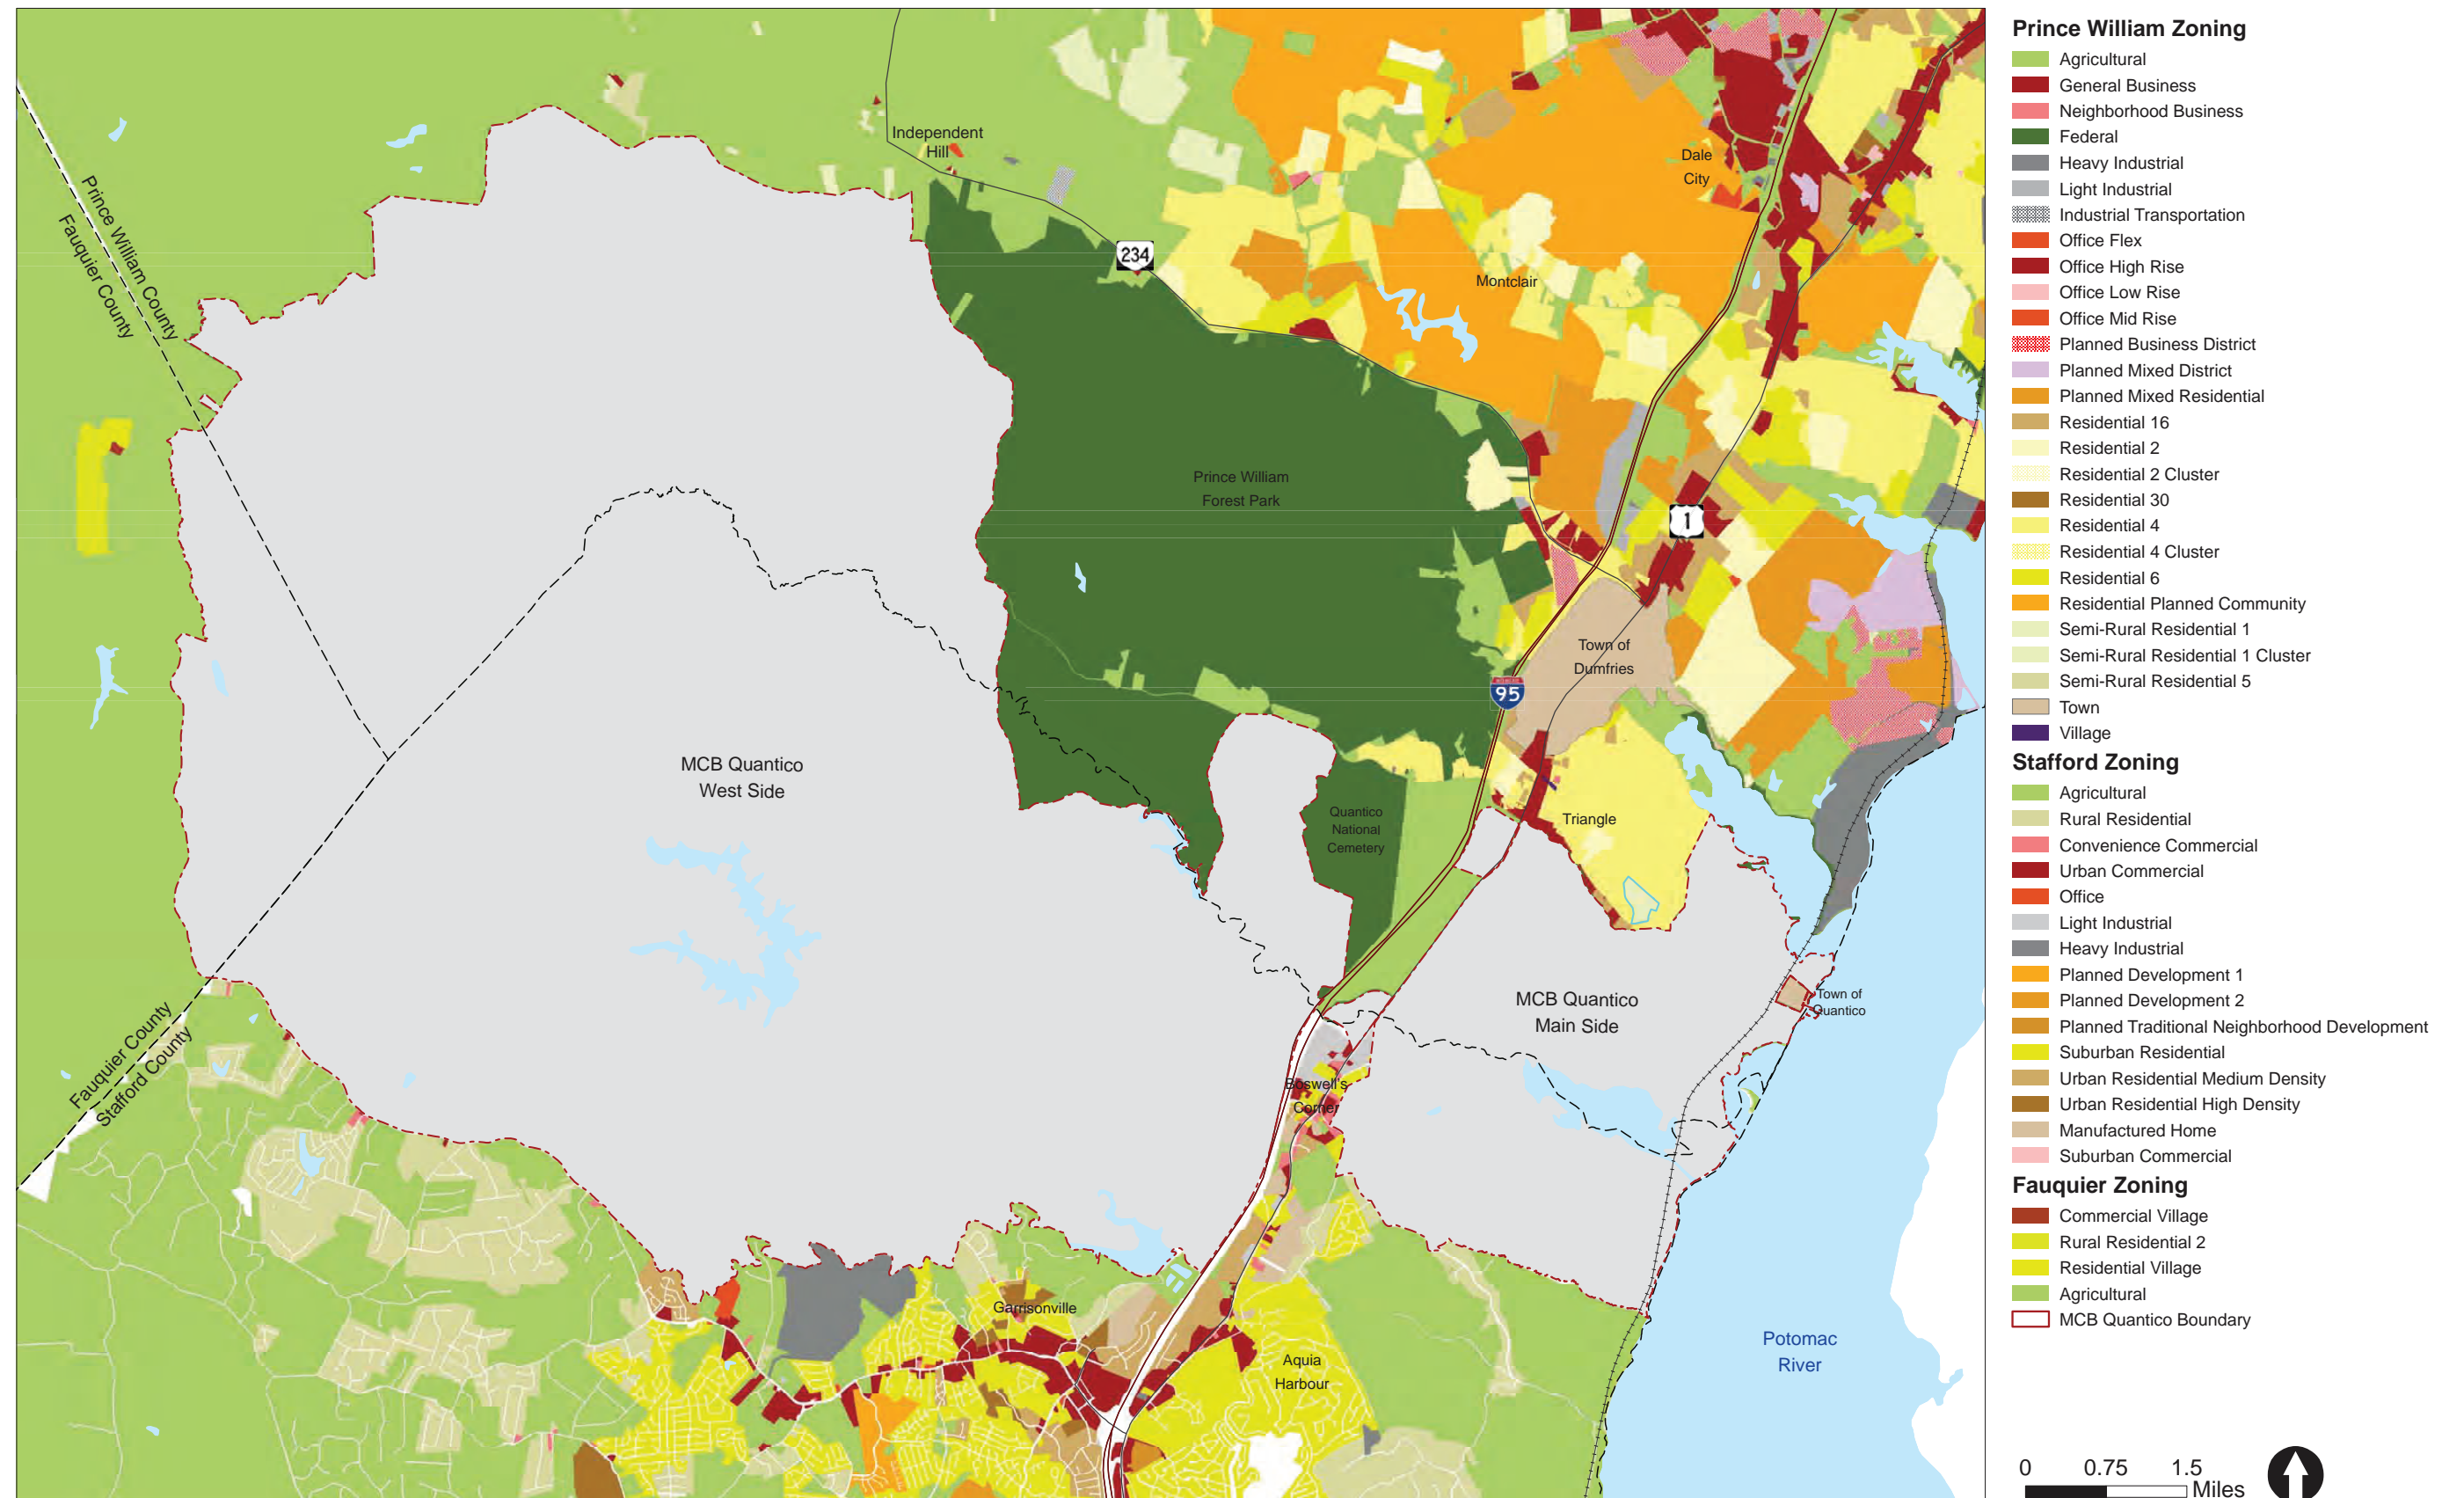 Independent
Hill
Dale
City
Prince William County
Fauquier County
234
Montclair
Prince William
Forest Park
1
Town of
Dumfries
95
MCB Quantico
West Side
Quantico
National
Cemetery
Triangle
MCB Quantico
Main Side
Town of
Quantico
Fauquier County
Stafford County
Boswell's
Corner
Garrisonville
Aquia
Harbour
Potomac
River
Prince William Zoning
Agricultural
General Business
Neighborhood Business
Federal
Heavy Industrial
Light Industrial
Industrial Transportation
Office Flex
Office High Rise
Office Low Rise
Office Mid Rise
Planned Business District
Planned Mixed District
Planned Mixed Residential
Residential 16
Residential 2
Residential 2 Cluster
Residential 30
Residential 4
Residential 4 Cluster
Residential 6
Residential Planned Community
Semi-Rural Residential 1
Semi-Rural Residential 1 Cluster
Semi-Rural Residential 5
Town
Village
Stafford Zoning
Agricultural
Rural Residential
Convenience Commercial
Urban Commercial
Office
Light Industrial
Heavy Industrial
Planned Development 1
Planned Development 2
Planned Traditional Neighborhood Development
Suburban Residential
Urban Residential Medium Density
Urban Residential High Density
Manufactured Home
Suburban Commercial
Fauquier Zoning
Commercial Village
Rural Residential 2
Residential Village
Agricultural
MCB Quantico Boundary
0 0.75 1.5
Miles